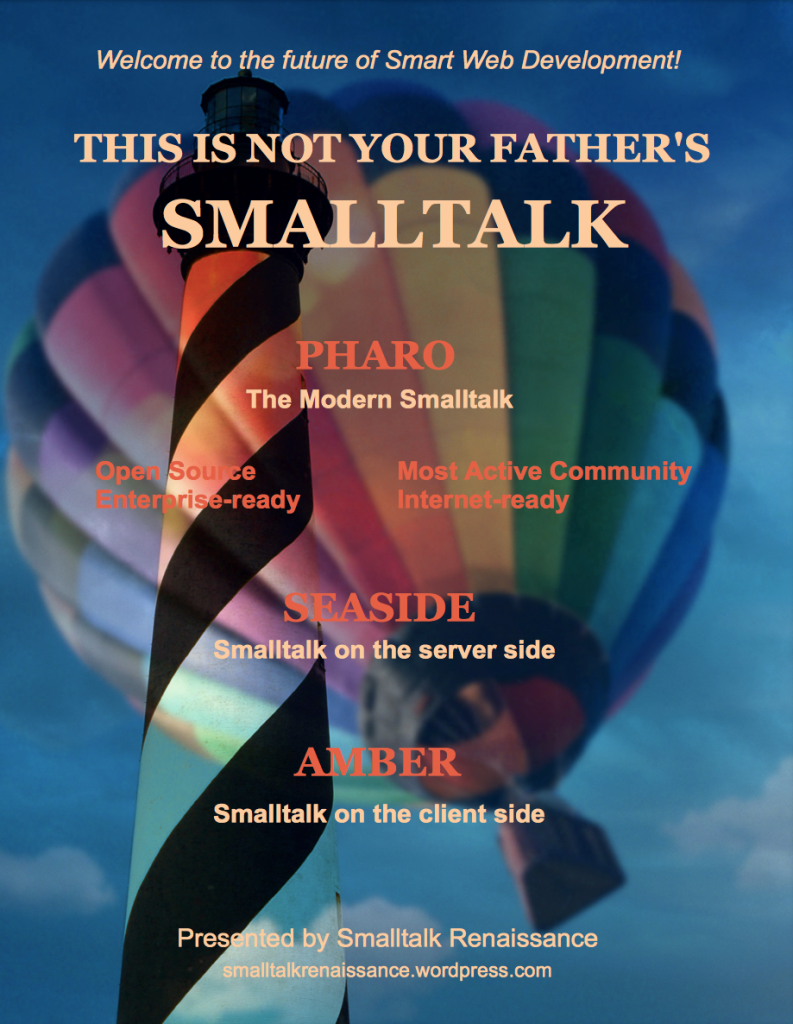 Welcome to the future of Smart Web Development!
THIS IS NOT YOUR FATHER'S
SMALLTALK
PHARO
The Modern Smalltalk
Open Source
Enterprise-ready
Most Active Community
Internet-ready
SEASIDE
Smalltalk on the server side
AMBER
Smalltalk on the client side
Presented by Smalltalk Renaissance
smalltalkrenaissance.wordpress.com